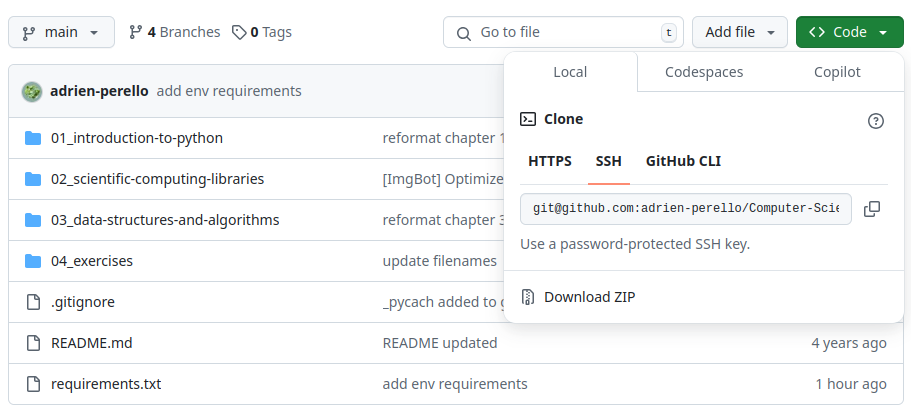 main 4 Branches 0 Tags Go to file t Add file Code
Local Codespaces Copilot
adrien-perello add env requirements
Clone
HTTPS SSH GitHub CLI
git@github.com:adrien-perello/Computer-Scie
Use a password-protected SSH key.
Download ZIP
01_introduction-to-python reformat chapter 1
02_scientific-computing-libraries [ImgBot] Optimize
03_data-structures-and-algorithms reformat chapter 3
04_exercises update filenames
.gitignore _pycach added to g
README.md README updated 4 years ago
requirements.txt add env requirements 1 hour ago